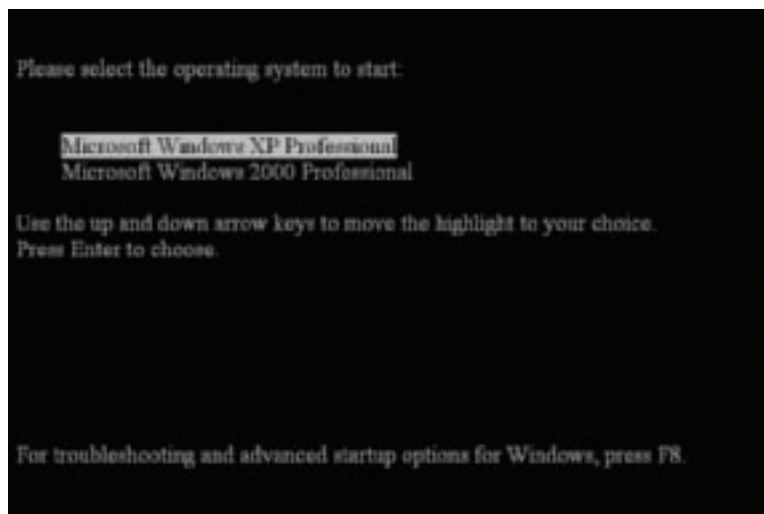 Please select the operating system to start:
Microsoft Windows XP Professional
Microsoft Windows 2000 Professional
Use the up and down arrow keys to move the highlight to your choice.
Press Enter to choose.
For troubleshooting and advanced startup options for Windows, press F8.